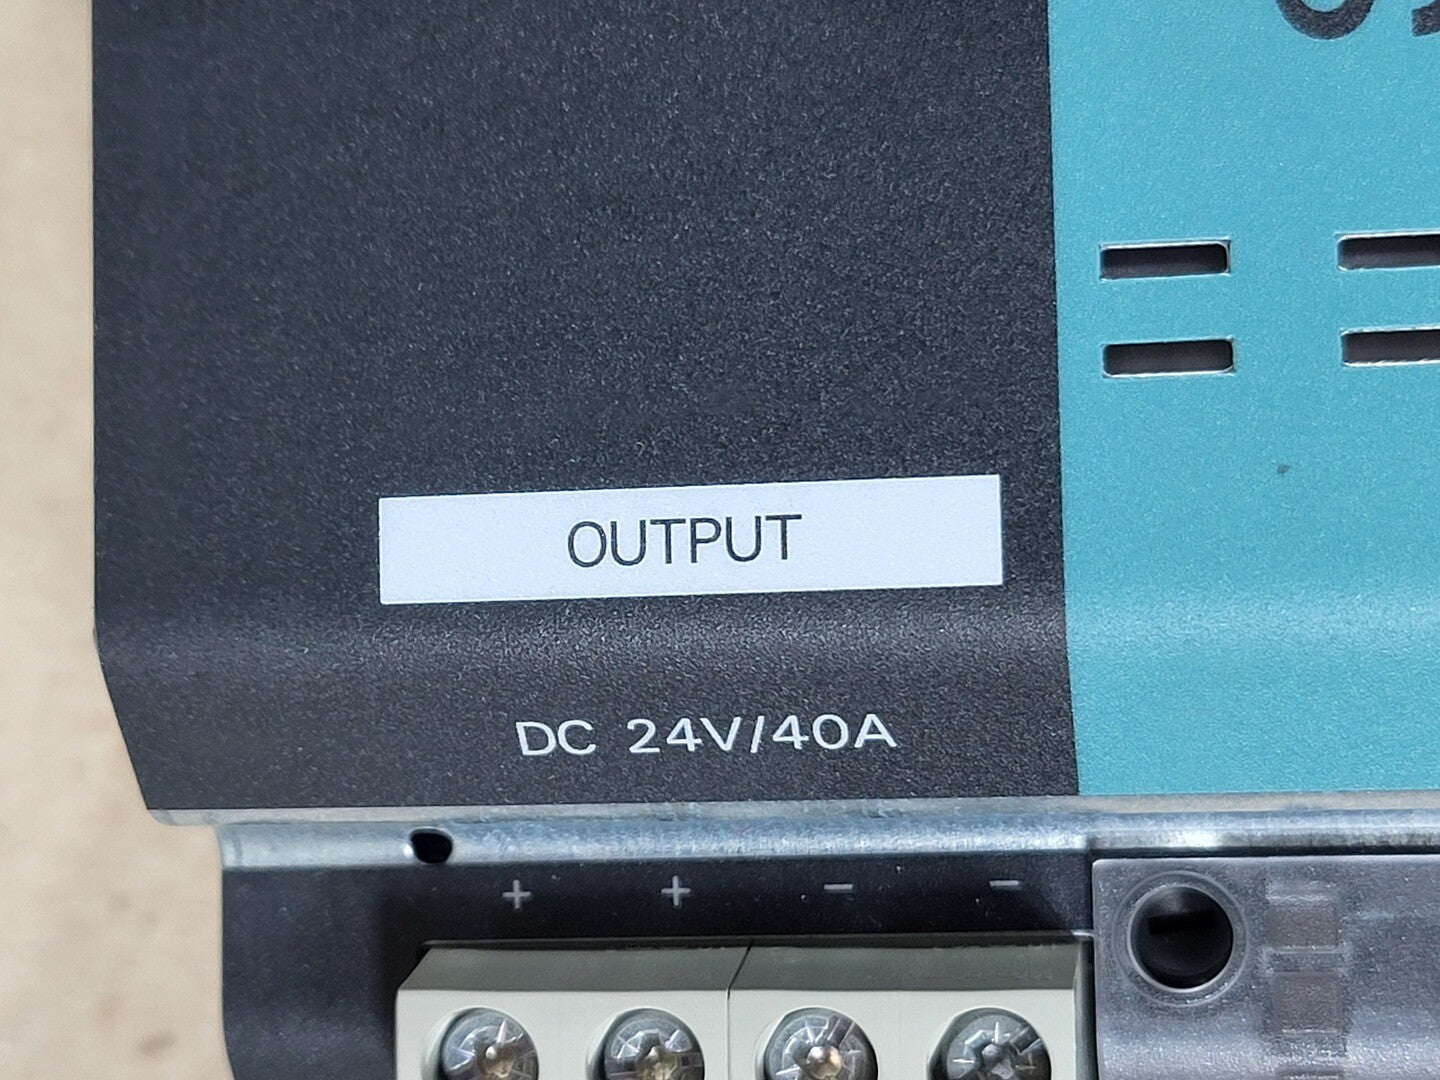 OUTPUT
DC 24V/40A
+ + − −